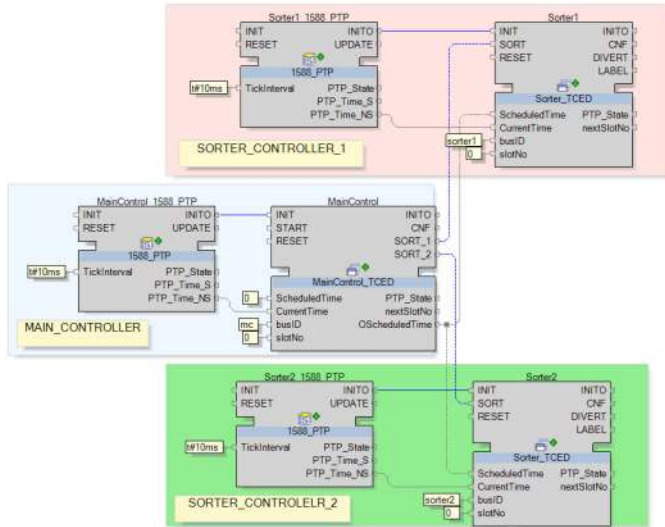 Sorter1_1588_PTP
INIT INITO
RESET UPDATE
1588_PTP
t#10ms TickInterval PTP_State
PTP_Time_S
PTP_Time_NS
SORTER_CONTROLLER_1
Sorter1
INIT INITO
SORT CNF
RESET DIVERT
LABEL
Sorter_TCED
ScheduledTime PTP_State
CurrentTime nextSlotNo
sorter1 busID
0 slotNo
MainControl_1588_PTP
INIT INITO
RESET UPDATE
1588_PTP
t#10ms TickInterval PTP_State
PTP_Time_S
PTP_Time_NS
MAIN_CONTROLLER
MainControl
INIT INITO
START CNF
RESET SORT_1
SORT_2
MainControl_TCED
0 ScheduledTime PTP_State
CurrentTime nextSlotNo
mc busID OScheduledTime
0 slotNo
Sorter2_1588_PTP
INIT INITO
RESET UPDATE
1588_PTP
t#10ms TickInterval PTP_State
PTP_Time_S
PTP_Time_NS
SORTER_CONTROLELR_2
Sorter2
INIT INITO
SORT CNF
RESET DIVERT
LABEL
Sorter_TCED
ScheduledTime PTP_State
CurrentTime nextSlotNo
sorter2 busID
0 slotNo